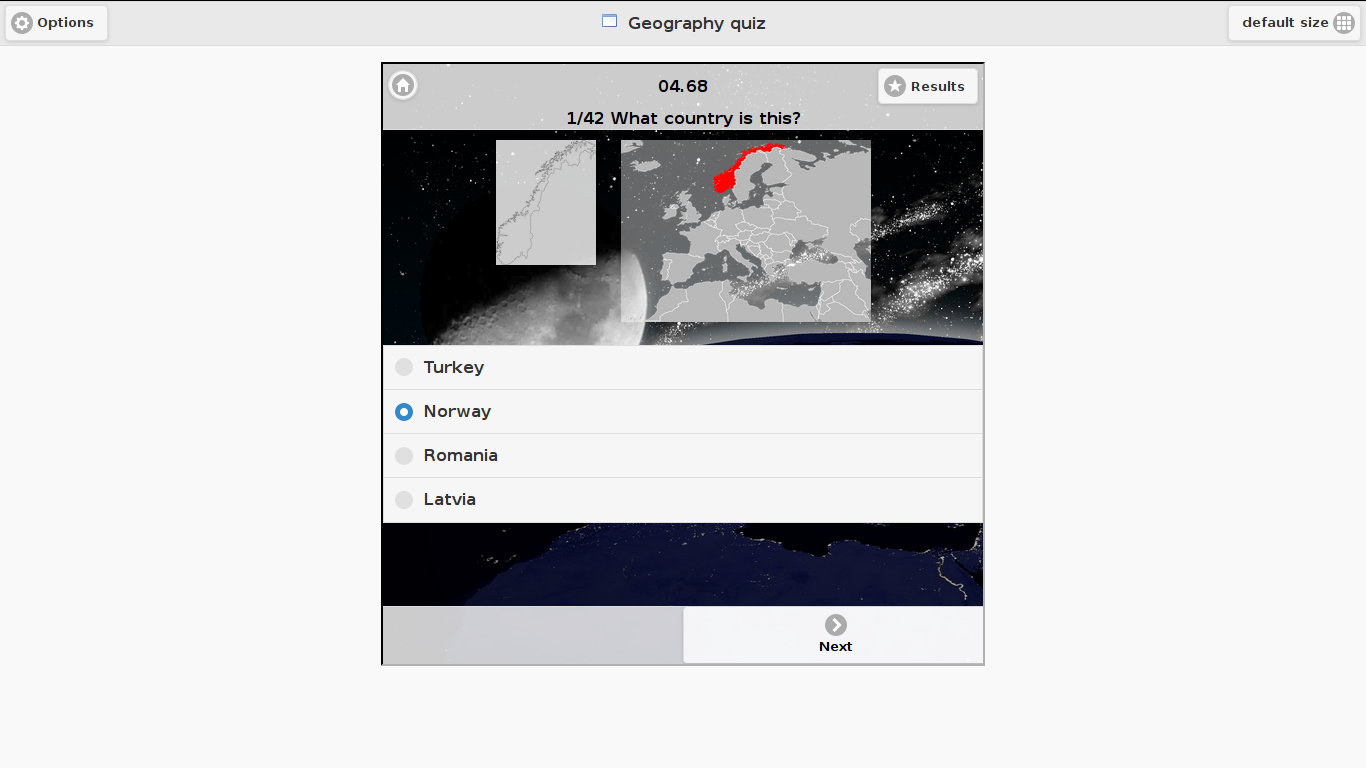 Options
Geography quiz
default size
04.68
Results
1/42 What country is this?
Turkey
Norway
Romania
Latvia
Next